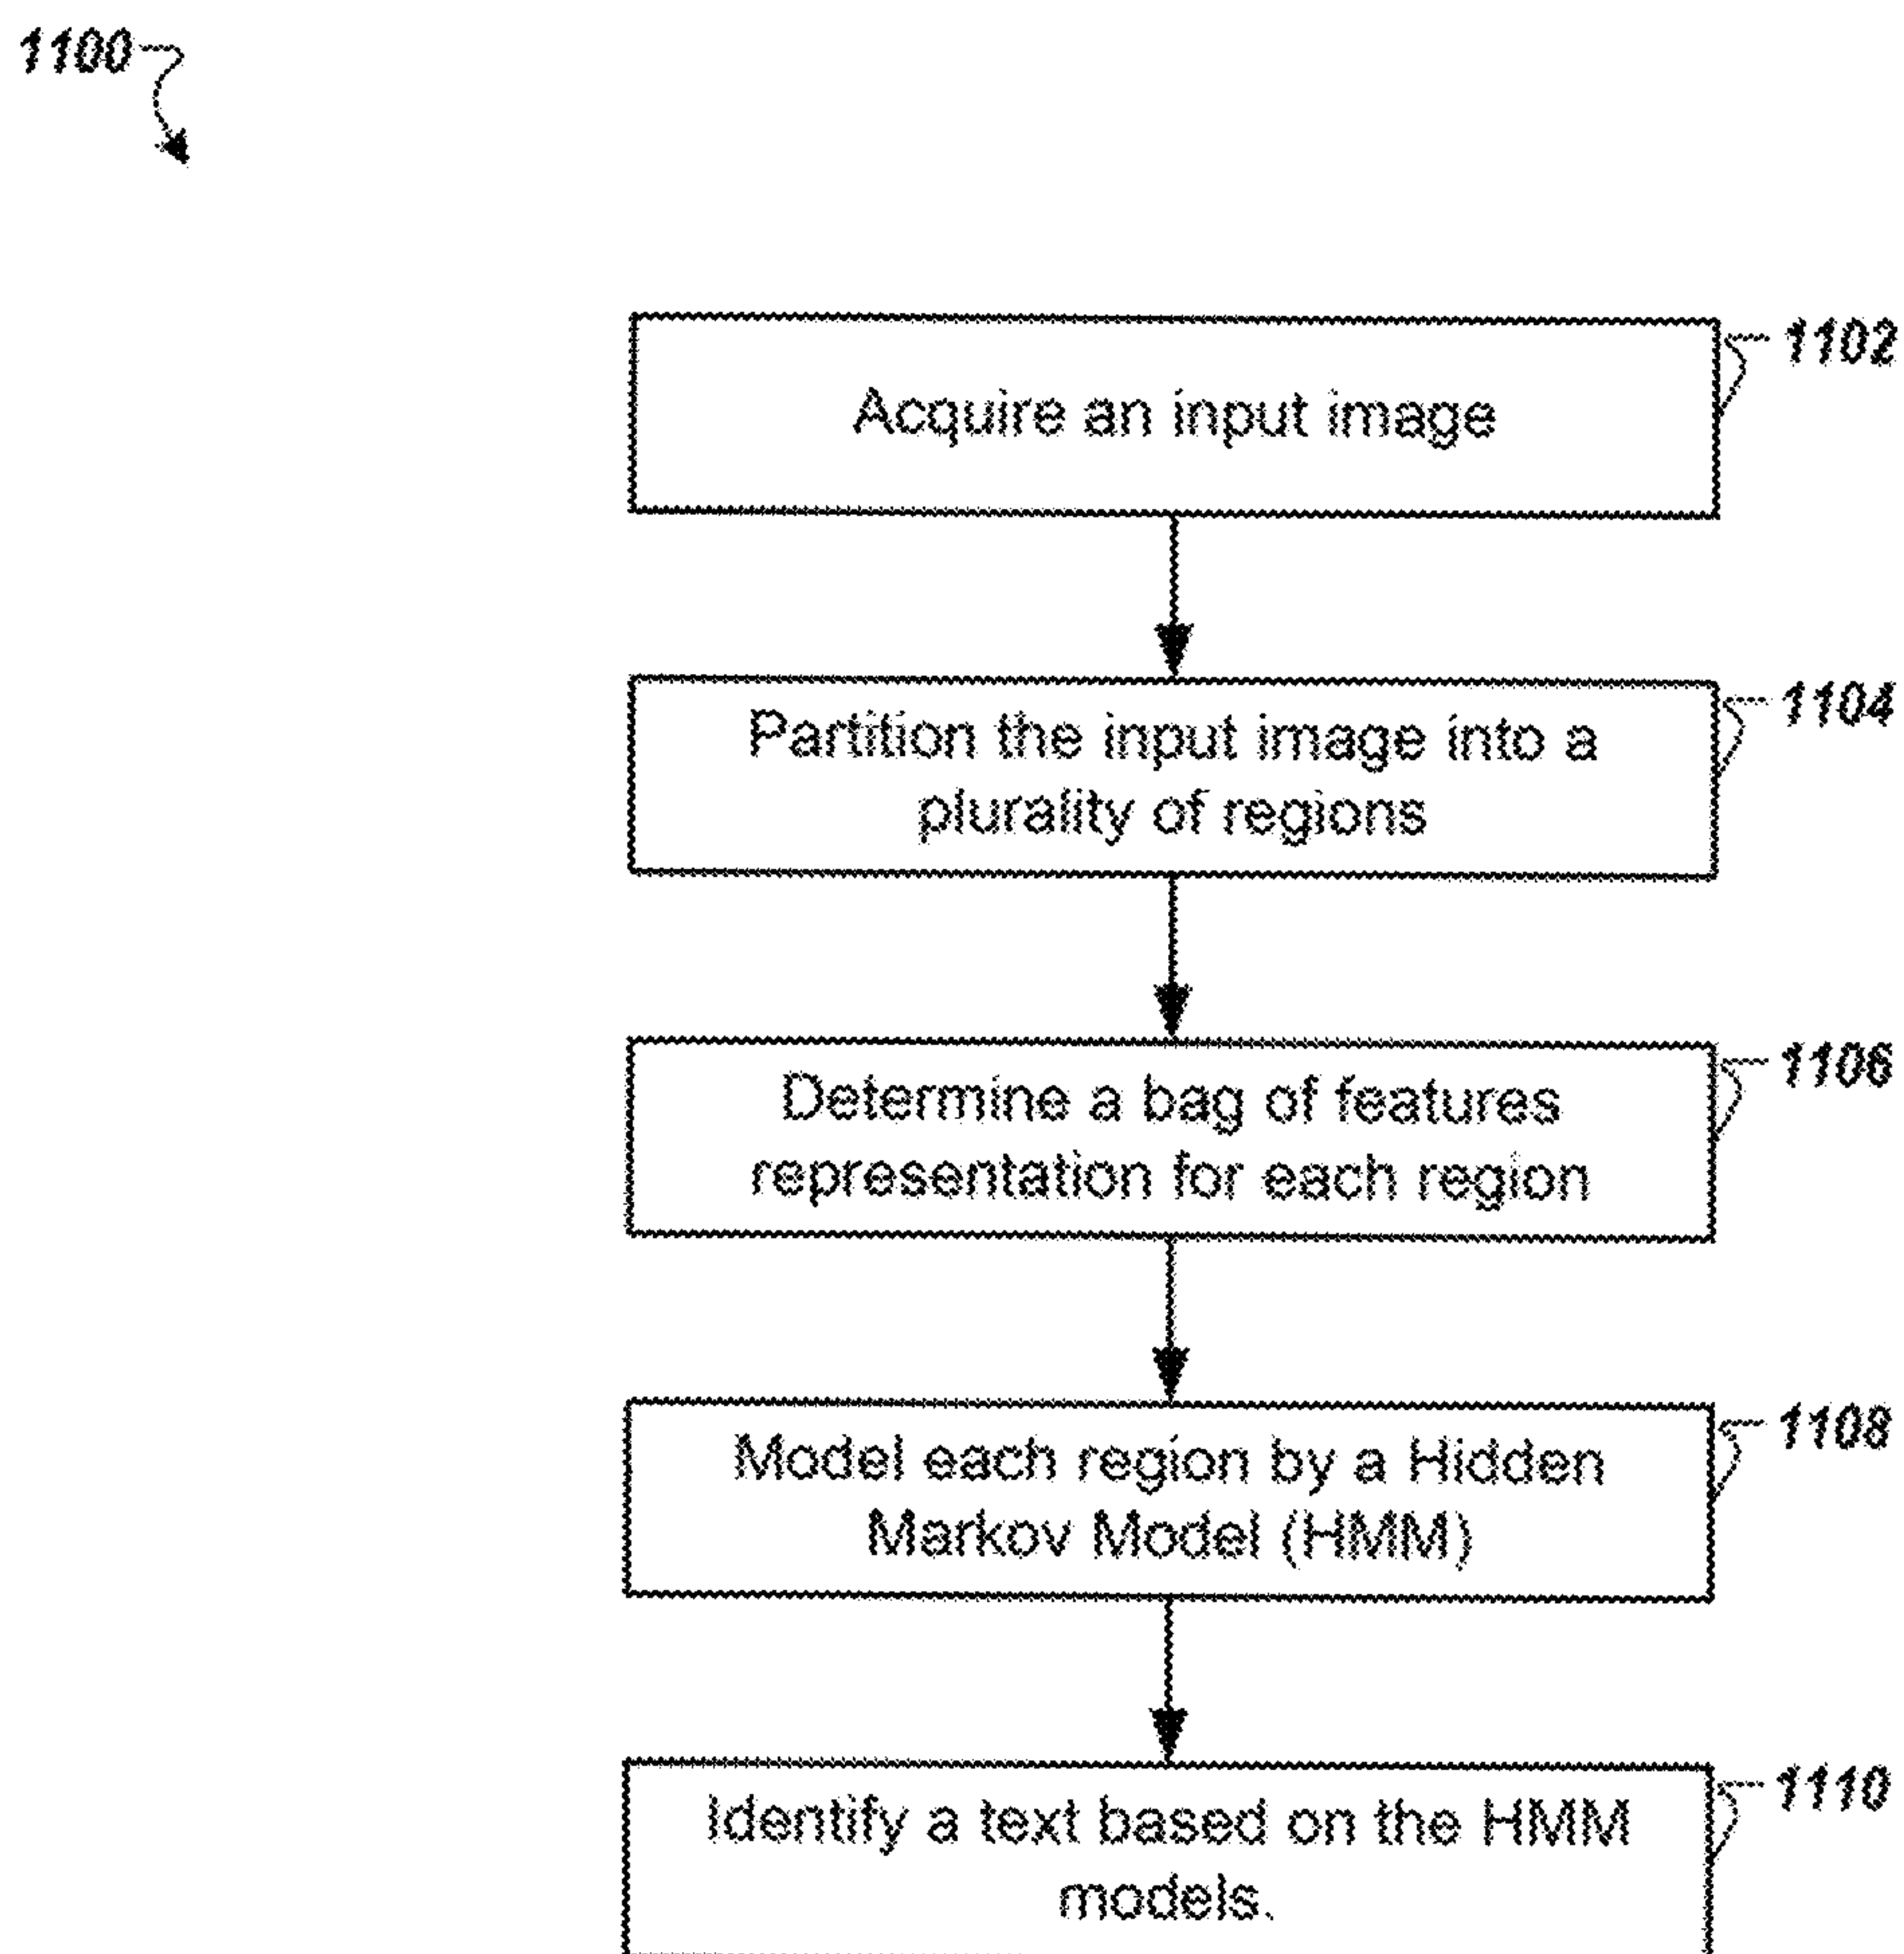 1100
Acquire an input image
1102
Partition the input image into a
plurality of regions
1104
Determine a bag of features
representation for each region
1106
Model each region by a Hidden
Markov Model (HMM)
1108
Identify a text based on the HMM
models.
1110